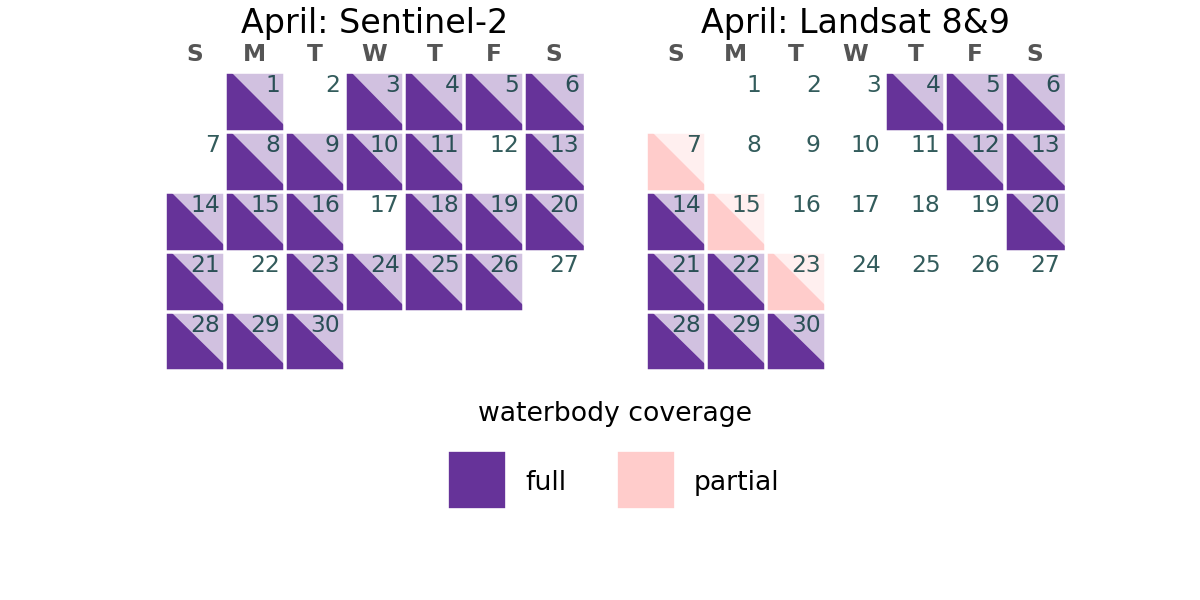 April: Sentinel-2
S M T W T F S
1 2 3 4 5 6
7 8 9 10 11 12 13
14 15 16 17 18 19 20
21 22 23 24 25 26 27
28 29 30
April: Landsat 8&9
S M T W T F S
1 2 3 4 5 6
7 8 9 10 11 12 13
14 15 16 17 18 19 20
21 22 23 24 25 26 27
28 29 30
waterbody coverage
full partial